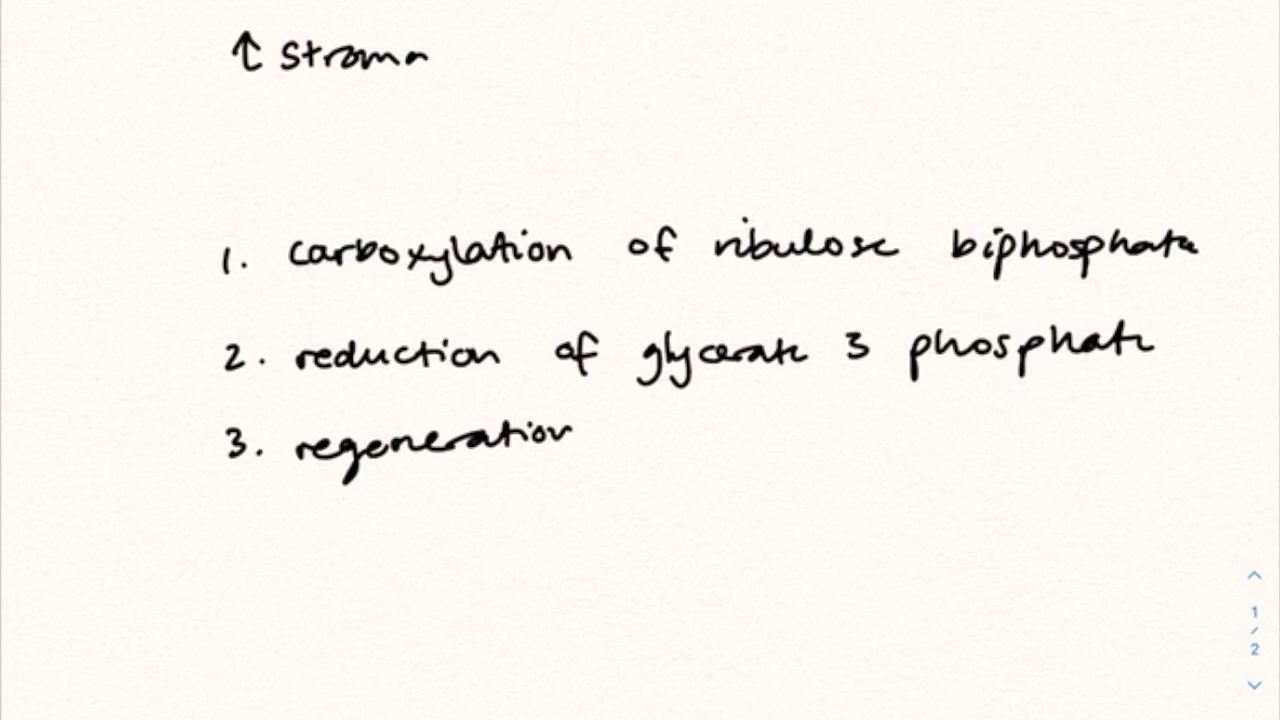 ↑ Stroma
1. carboxylation of ribulose biphosphate
2. reduction of glycerate 3 phosphate
3. regeneration
1
/
2